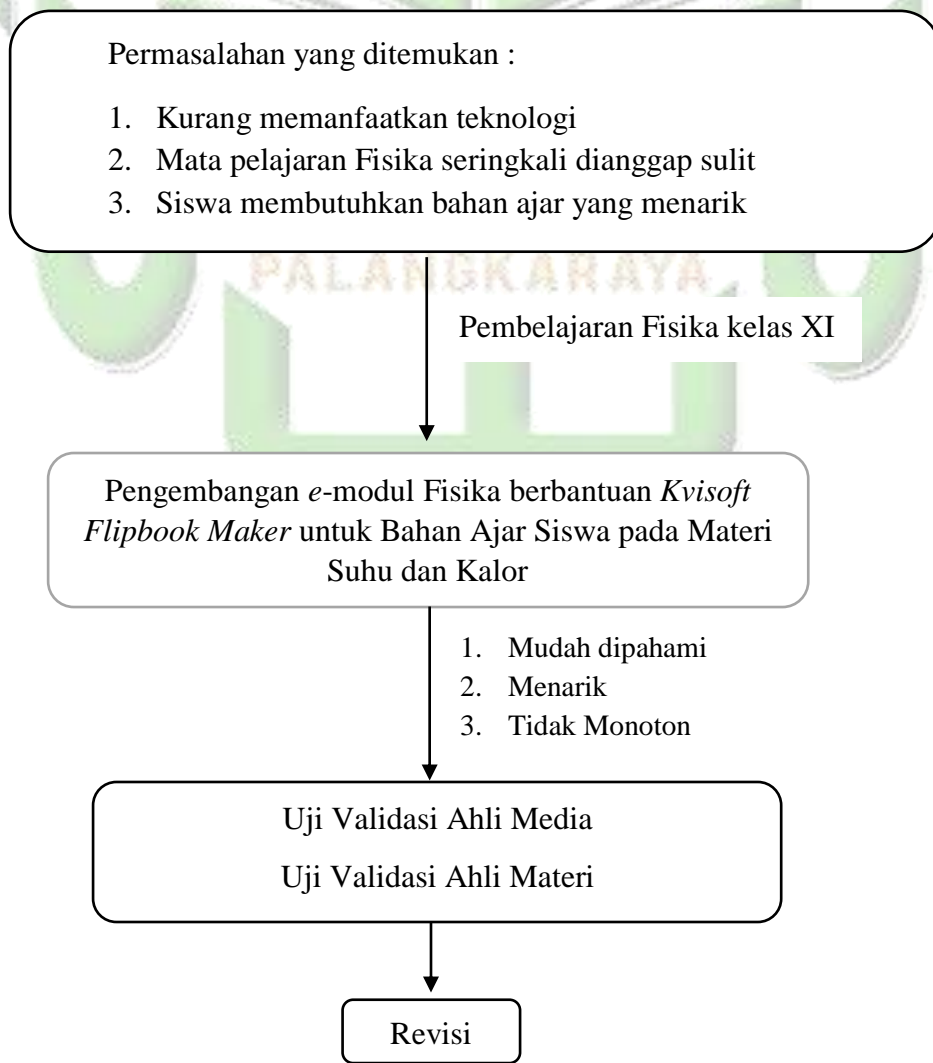 Permasalahan yang ditemukan :
1. Kurang memanfaatkan teknologi
2. Mata pelajaran Fisika seringkali dianggap sulit
3. Siswa membutuhkan bahan ajar yang menarik
PALANGKARAYA
Pembelajaran Fisika kelas XI
Pengembangan e-modul Fisika berbantuan Kvisoft
Flipbook Maker untuk Bahan Ajar Siswa pada Materi
Suhu dan Kalor
1. Mudah dipahami
2. Menarik
3. Tidak Monoton
Uji Validasi Ahli Media
Uji Validasi Ahli Materi
Revisi